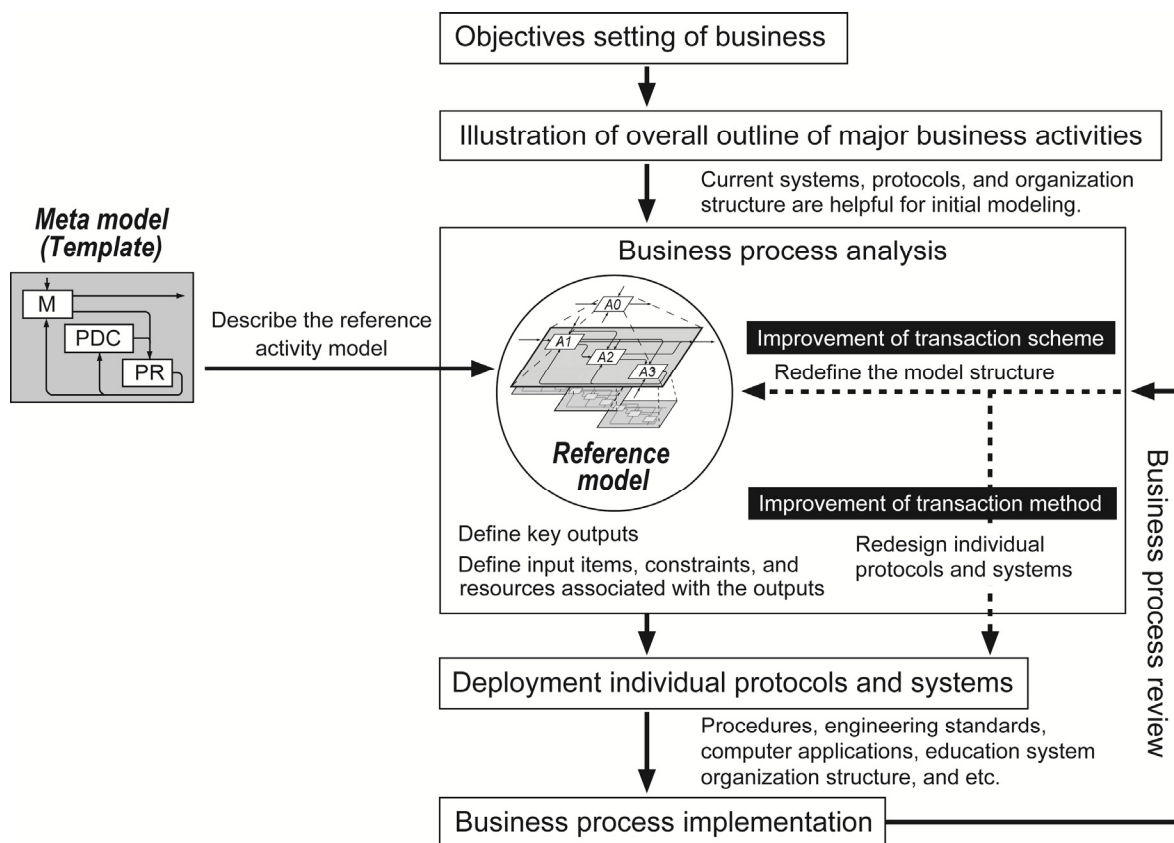 Objectives setting of business
Illustration of overall outline of major business activities
Current systems, protocols, and organization
structure are helpful for initial modeling.
Meta model
(Template)
M
PDC
PR
Describe the reference
activity model
Business process analysis
A0
A1
A2
A3
Reference
model
Improvement of transaction scheme
Redefine the model structure
Improvement of transaction method
Redesign individual
protocols and systems
Define key outputs
Define input items, constraints, and
resources associated with the outputs
Business process review
Deployment individual protocols and systems
Procedures, engineering standards,
computer applications, education system
organization structure, and etc.
Business process implementation